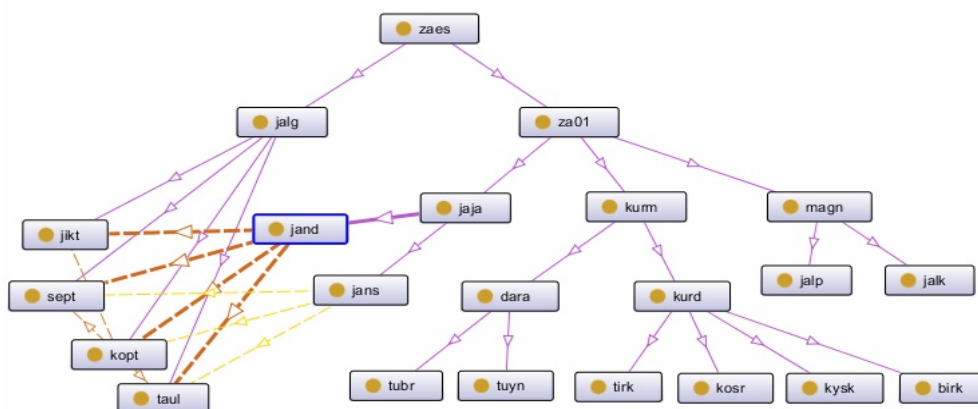 zaes
jalg
za01
jaja
kurm
magn
jikt
jand
sept
jans
dara
kurd
jalp
jalk
kopt
taul
tubr
tuyn
tirk
kosr
kysk
birk